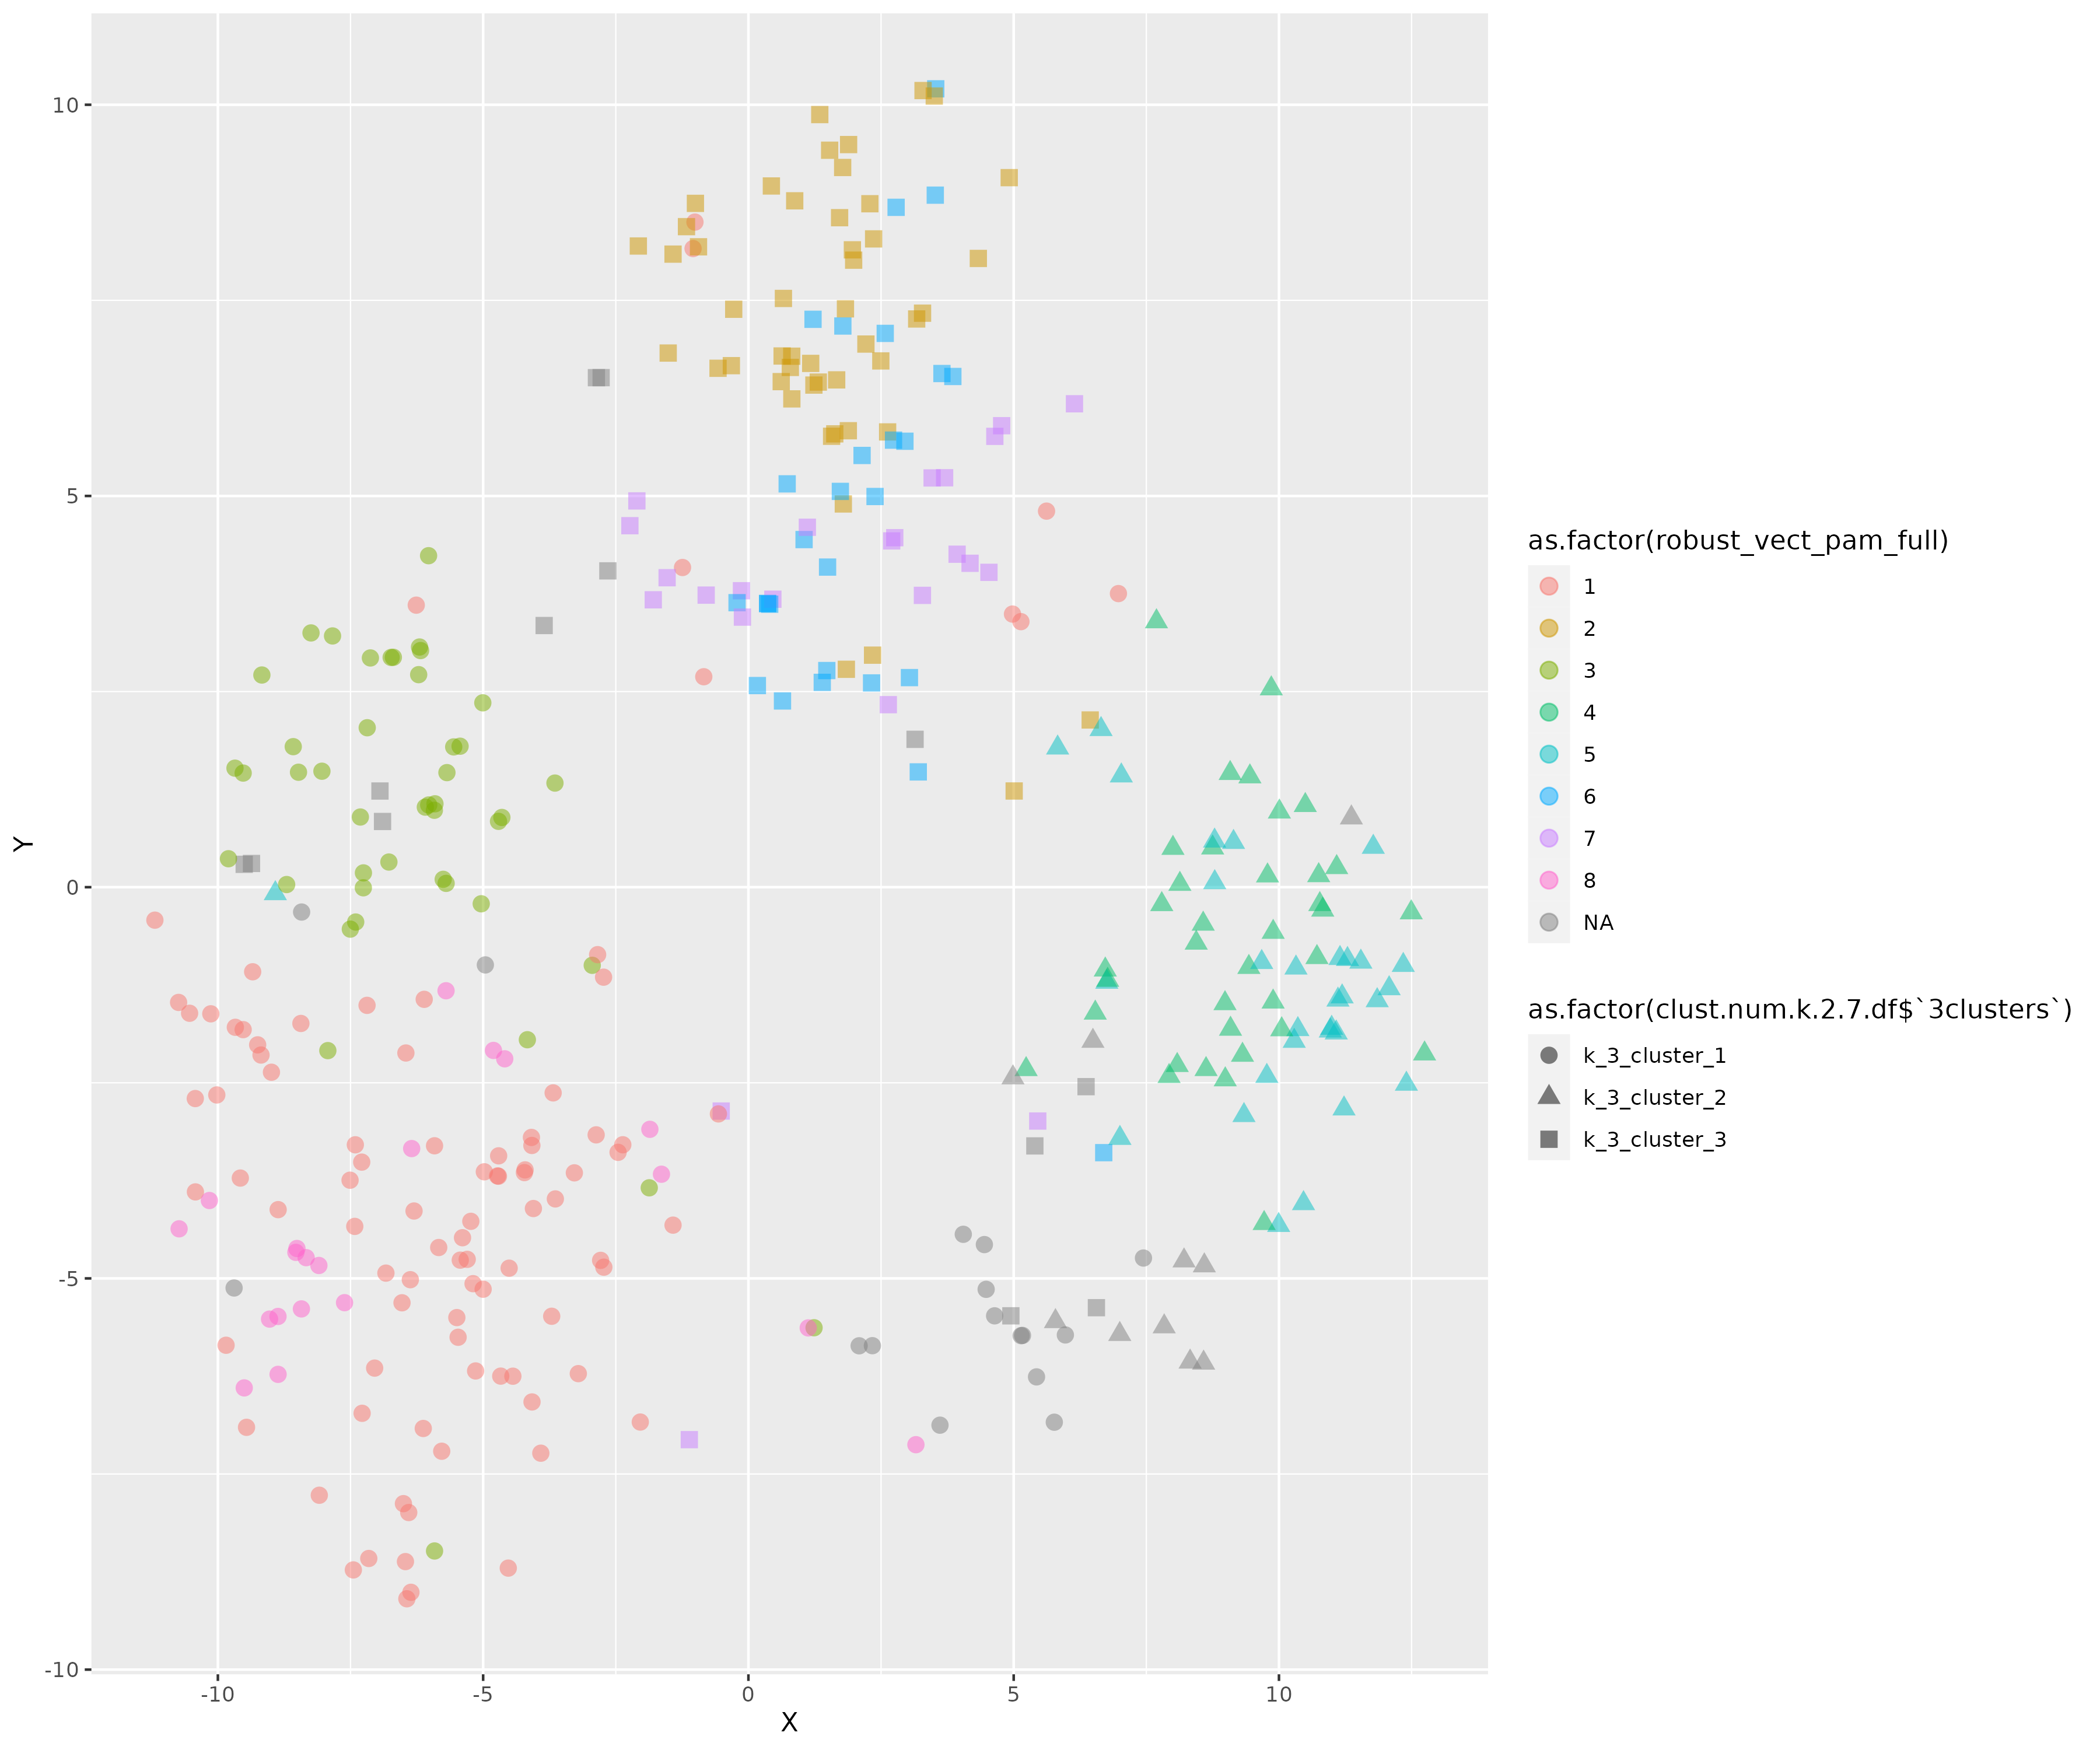 10
5
0
-5
-10
Y
-10
-5
0
5
10
X
as.factor(robust_vect_pam_full)
1
2
3
4
5
6
7
8
NA
as.factor(clust.num.k.2.7.df$`3clusters`)
k_3_cluster_1
k_3_cluster_2
k_3_cluster_3